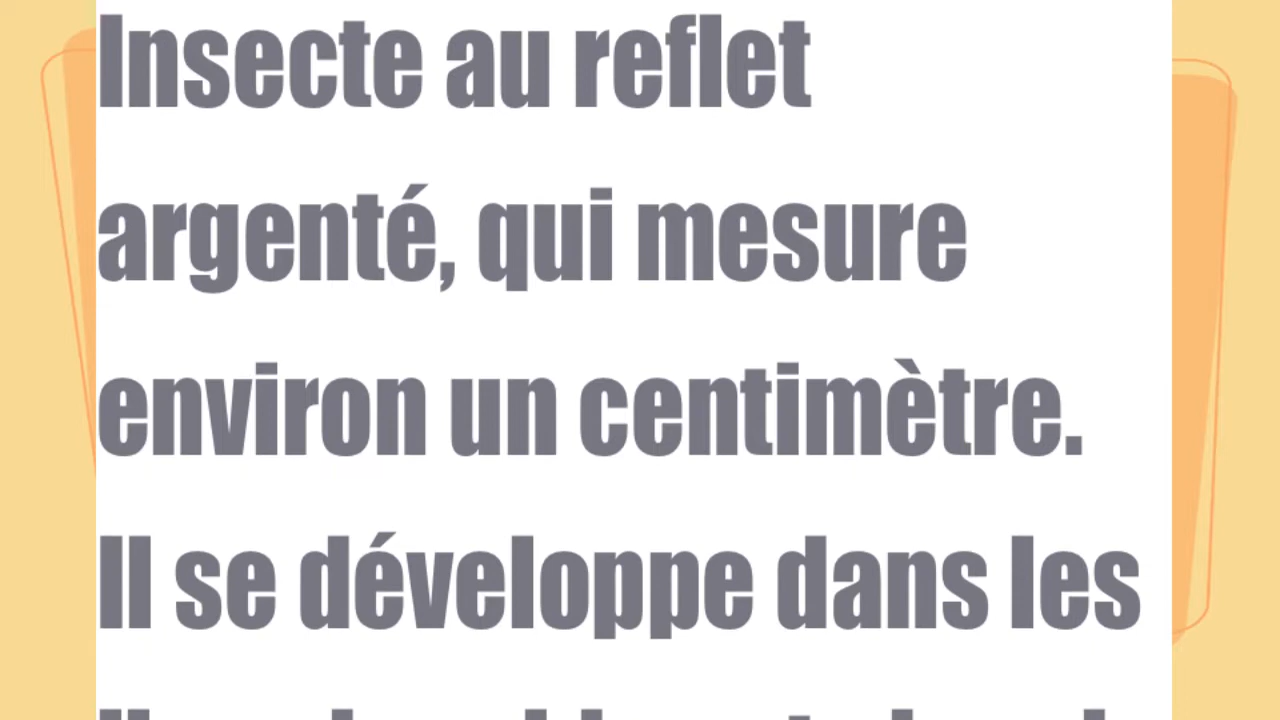 Insecte au reflet
argenté, qui mesure
environ un centimètre.
Il se développe dans les